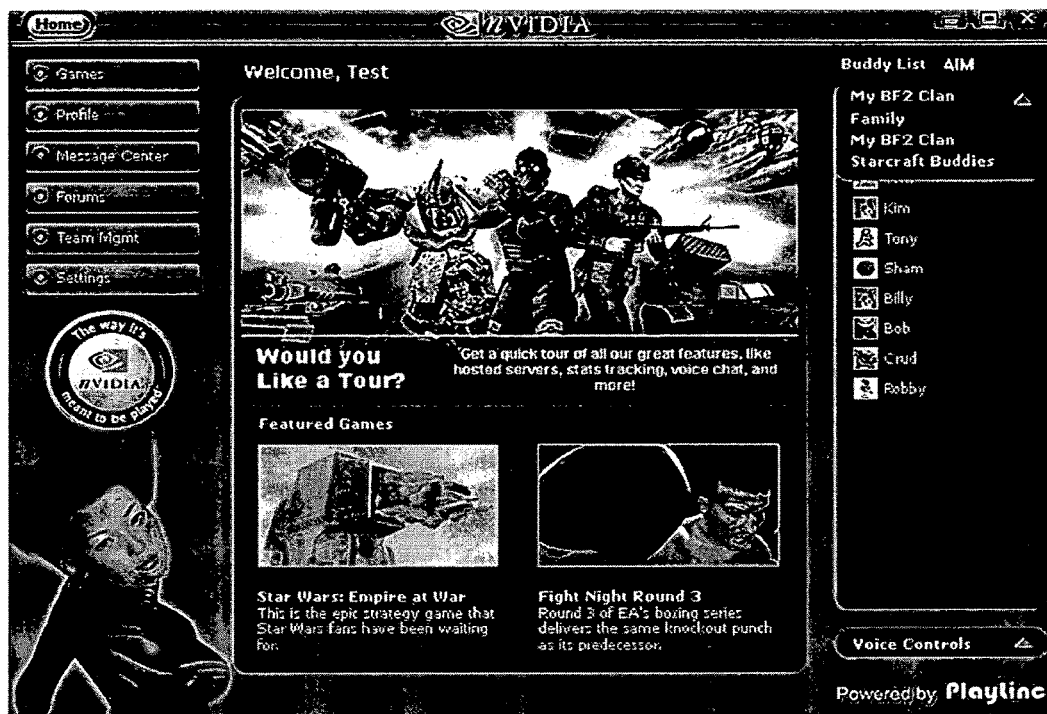 Home
nVIDIA
Welcome, Test
Buddy List AIM
Games
Profile
Message Center
Forums
Team Mgmt
Settings
The way it's
nVIDIA
meant to be played
My BF2 Clan
Family
My BF2 Clan
Starcraft Buddies
Kim
Tony
Sham
Billy
Bob
Crud
Robby
Would you
Like a Tour?
Get a quick tour of all our great features, like
hosted servers, stats tracking, voice chat, and
more!
Featured Games
Star Wars: Empire at War
This is the epic strategy game that
Star Wars fans have been waiting
for.
Fight Night Round 3
Round 3 of EA's boxing series
delivers the same knockout punch
as its predecessor.
Voice Controls
Powered by Playlinc